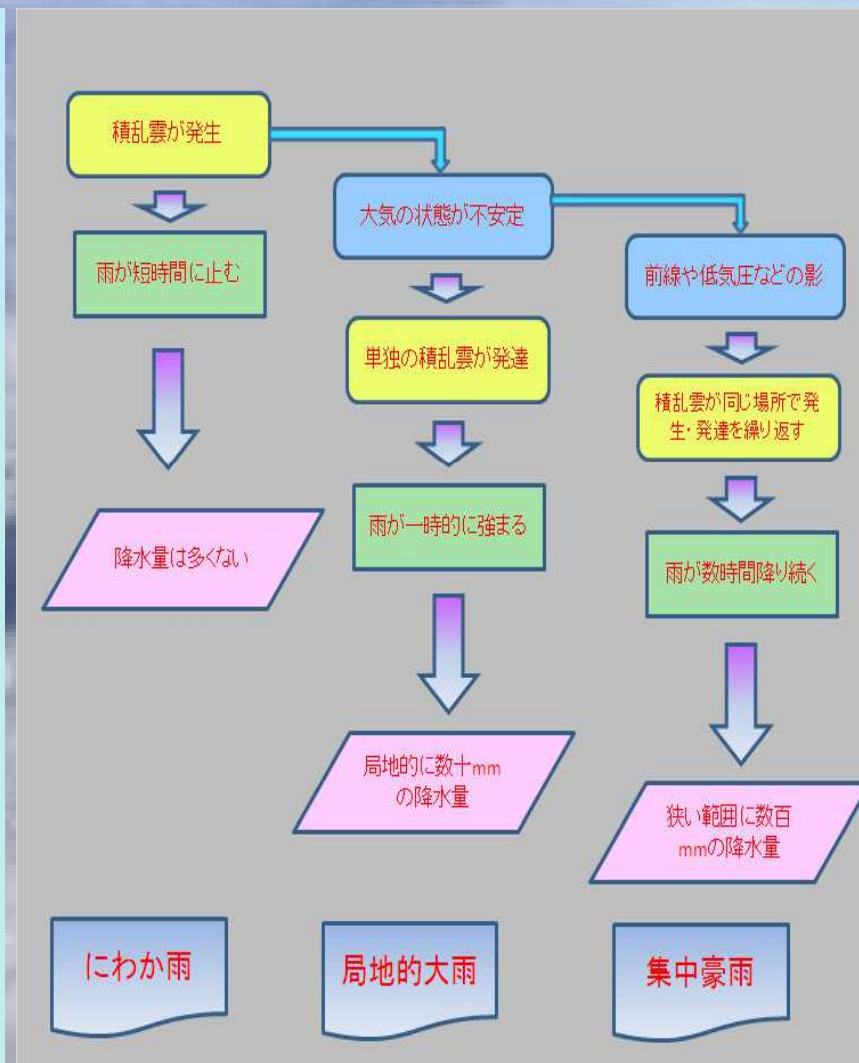 積乱雲が発生
雨が短時間に止む
降水量は多くない
にわか雨
大気の状態が不安定
単独の積乱雲が発達
雨が一時的に強まる
局地的に数十mm
の降水量
局地的大雨
前線や低気圧などの影
積乱雲が同じ場所で発
生・発達を繰り返す
雨が数時間降り続く
狭い範囲に数百
mmの降水量
集中豪雨